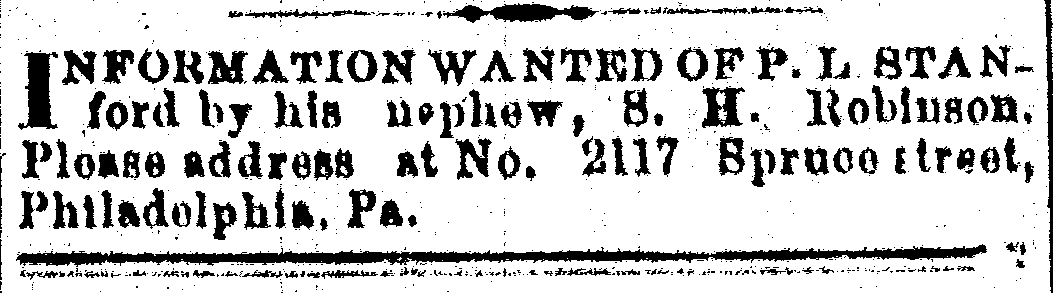 INFORMATION WANTED OF P. L. STAN-
ford by his nephew, S. H. Robinson.
Please address at No. 2117 Spruce street,
Philadelphia, Pa.